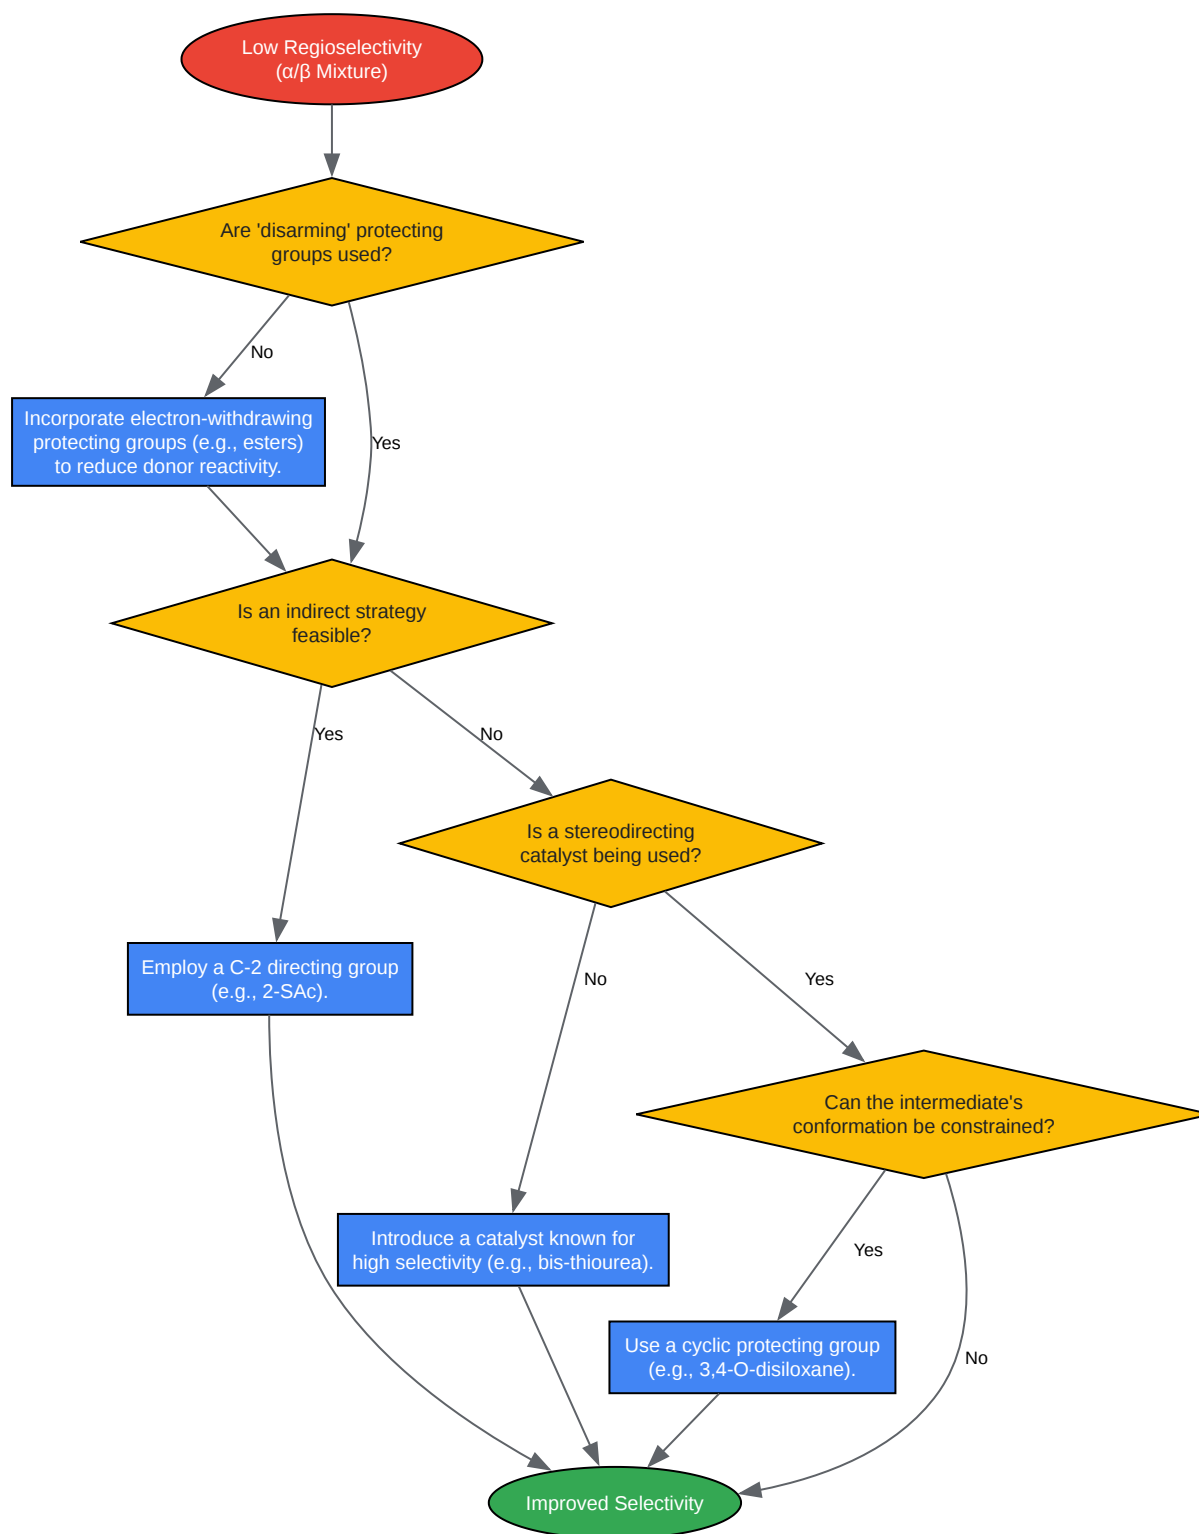 Low Regioselectivity
(α/β Mixture)
Are 'disarming' protecting
groups used?
No
Yes
Incorporate electron-withdrawing
protecting groups (e.g., esters)
to reduce donor reactivity.
Is an indirect strategy
feasible?
Yes
No
Is a stereodirecting
catalyst being used?
Employ a C-2 directing group
(e.g., 2-SAc).
No
Yes
Can the intermediate's
conformation be constrained?
Introduce a catalyst known for
high selectivity (e.g., bis-thiourea).
Yes
No
Use a cyclic protecting group
(e.g., 3,4-O-disiloxane).
Improved Selectivity